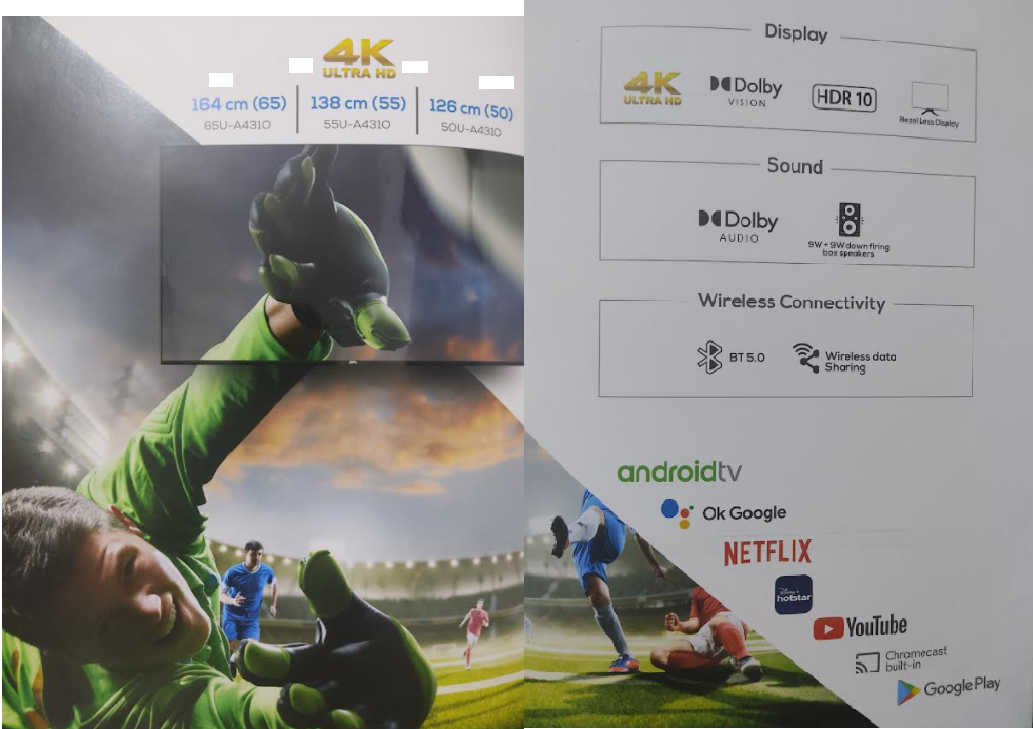 4K
ULTRA HD
164 cm (65)
65U-A4310
138 cm (55)
55U-A4310
126 cm (50)
50U-A4310
Display
4K
ULTRA HD
Dolby
VISION
HDR 10
Bezel Less Display
Sound
Dolby
AUDIO
9W + 9W down firing
box speakers
Wireless Connectivity
BT 5.0
Wireless data
Sharing
androidtv
Ok Google
NETFLIX
Disney+
hotstar
YouTube
Chromecast
built-in
Google Play